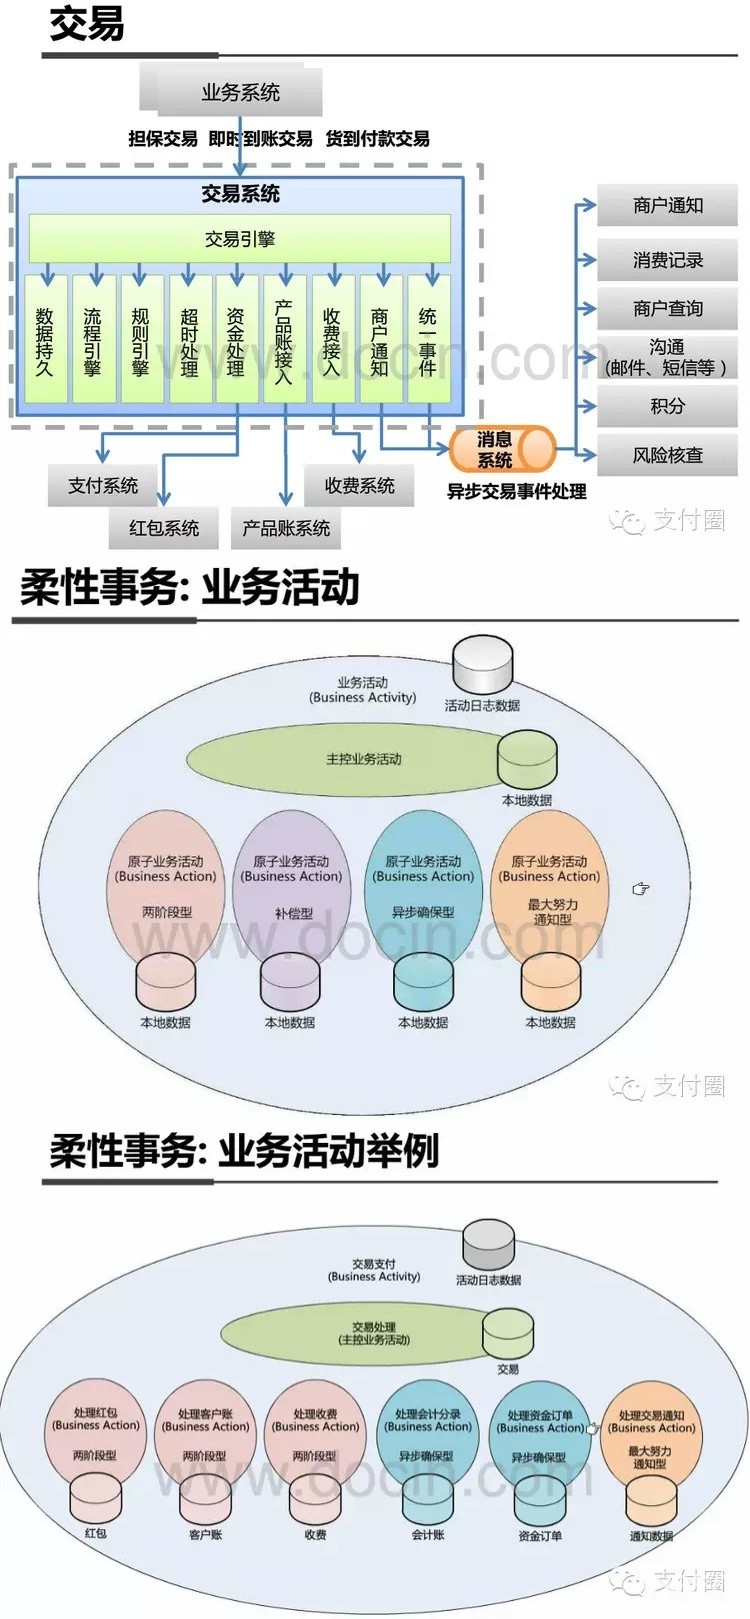 交易
业务系统
担保交易 即时到账交易 货到付款交易
交易系统
交易引擎
数据持久
流程引擎
规则引擎
超时处理
资金处理
产品账接入
收费接入
商户通知
统一事件
商户通知
消费记录
商户查询
沟通
(邮件、短信等 )
积分
风险核查
消息
系统
异步交易事件处理
支付系统
红包系统
产品账系统
收费系统
www.docin.com
支付圈
柔性事务: 业务活动
业务活动
(Business Activity)
活动日志数据
主控业务活动
本地数据
原子业务活动
(Business Action)
两阶段型
本地数据
原子业务活动
(Business Action)
补偿型
本地数据
原子业务活动
(Business Action)
异步确保型
本地数据
原子业务活动
(Business Action)
最大努力
通知型
本地数据
www.docin.com
支付圈
柔性事务: 业务活动举例
交易支付
(Business Activity)
活动日志数据
交易处理
(主控业务活动)
交易
处理红包
(Business Action)
两阶段型
红包
处理客户账
(Business Action)
两阶段型
客户账
处理收费
(Business Action)
两阶段型
收费
处理会计分录
(Business Action)
异步确保型
会计账
处理资金订单
(Business Action)
异步确保型
资金订单
处理交易通知
(Business Action)
最大努力
通知型
通知数据
www.docin.com
支付圈